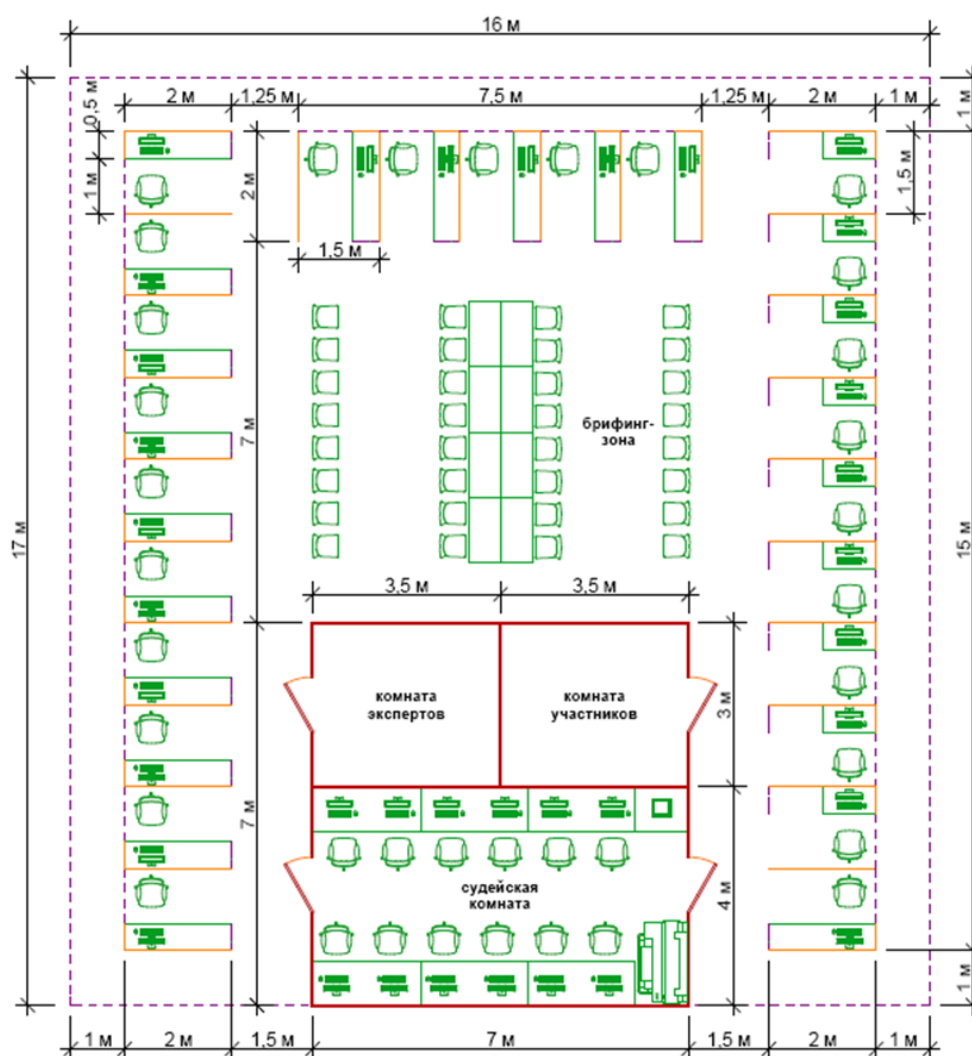 16 м
0,5 м
2 м
1,25 м
7,5 м
1,25 м
2 м
1 м
1 м
1 м
2 м
1,5 м
1,5 м
брифинг-
зона
7 м
17 м
15 м
3,5 м
3,5 м
комната
экспертов
комната
участников
3 м
7 м
судейская
комната
4 м
1 м
1 м
2 м
1,5 м
7 м
1,5 м
2 м
1 м